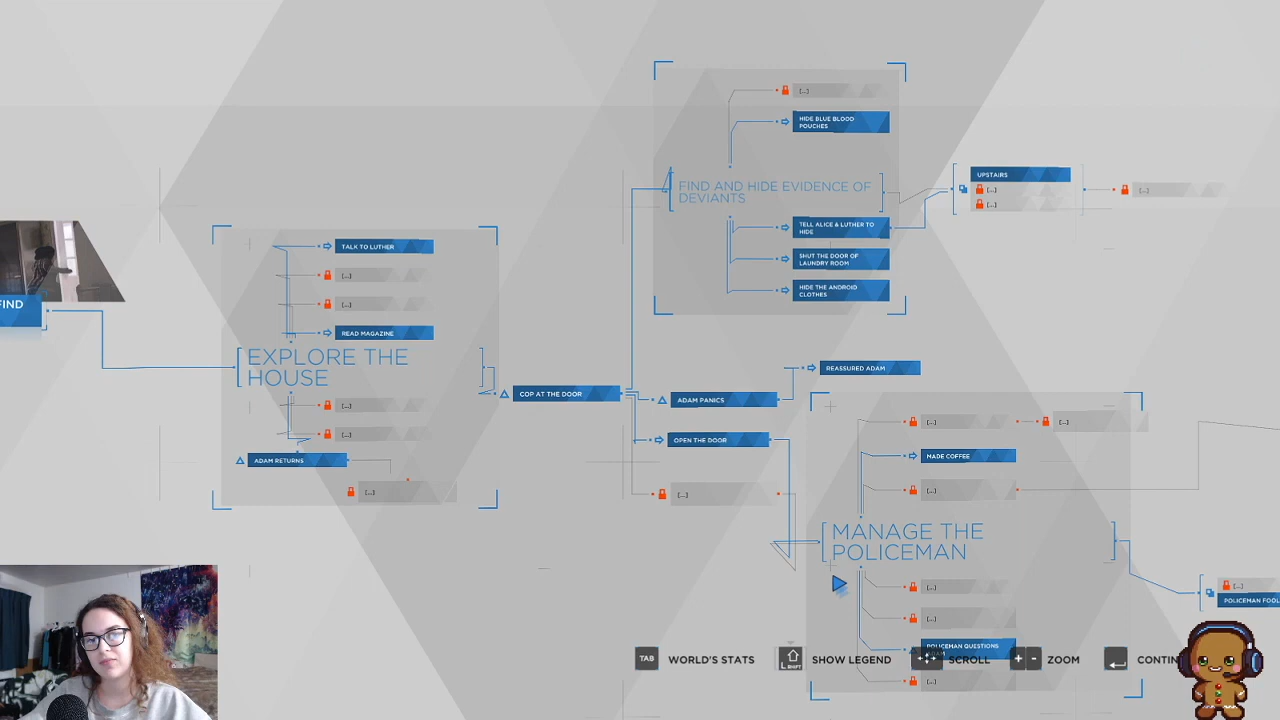 [...]
HIDE BLUE BLOOD
POUCHES
FIND AND HIDE EVIDENCE OF
DEVIANTS
TELL ALICE & LUTHER TO
HIDE
SHUT THE DOOR OF
LAUNDRY ROOM
HIDE THE ANDROID
CLOTHES
UPSTAIRS
[...]
[...]
[...]
FIND
TALK TO LUTHER
[...]
[...]
READ MAGAZINE
EXPLORE THE
HOUSE
[...]
[...]
ADAM RETURNS
[...]
COP AT THE DOOR
ADAM PANICS
REASSURED ADAM
OPEN THE DOOR
[...]
[...]
[...]
MADE COFFEE
[...]
MANAGE THE
POLICEMAN
[...]
[...]
POLICEMAN QUESTIONS
[...]
[...]
POLICEMAN FOOL
TAB
WORLD'S STATS
SHIFT
SHOW LEGEND
SCROLL
+ -
ZOOM
CONTIN